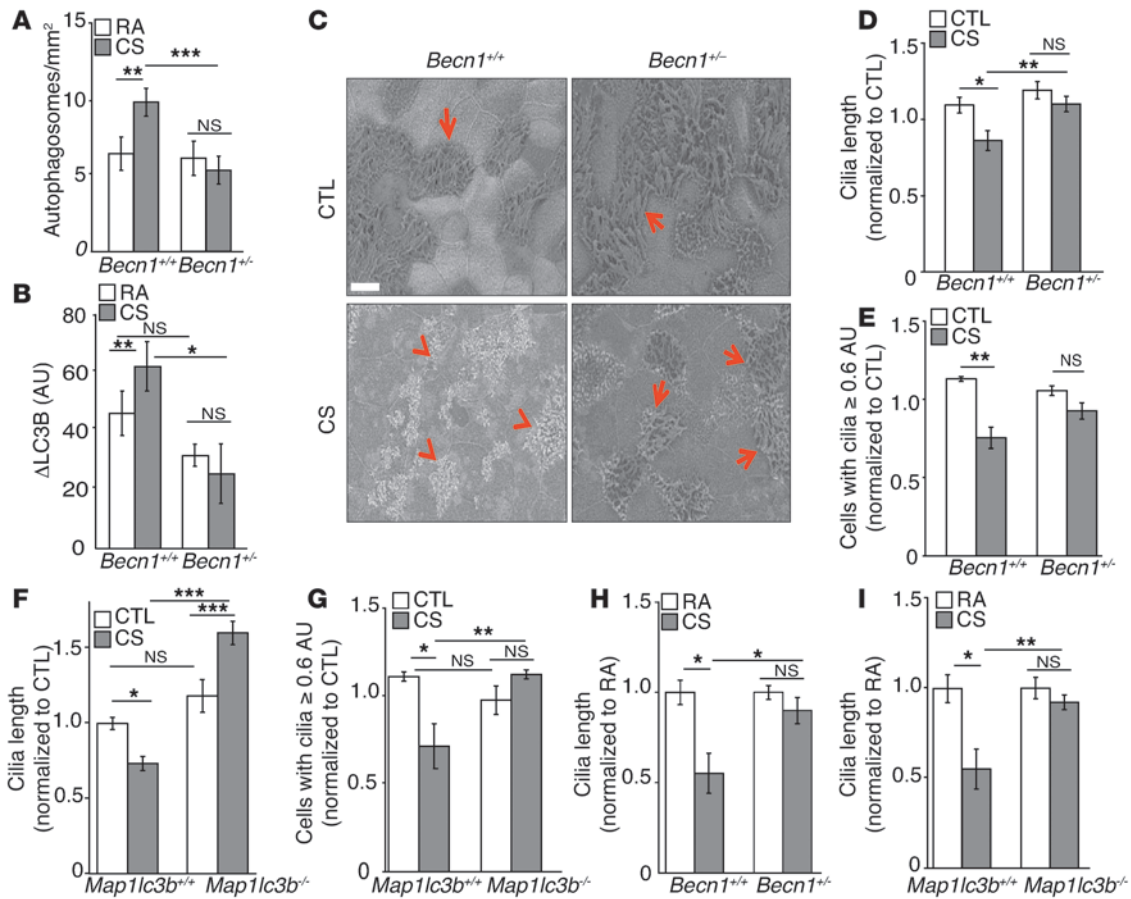 A
15
RA
CS
***
**
10
NS
5
0
Autophagosomes/mm²
Becn1+/+ Becn1+/-
B
RA
CS
80
NS
**
*
60
NS
40
20
0
ΔLC3B (AU)
Becn1+/+ Becn1+/-
C
Becn1+/+ Becn1+/–
CTL
CS
D
CTL
CS
1.5
NS
**
*
1.0
0.5
0
Cilia length
(normalized to CTL)
Becn1+/+ Becn1+/-
E
1.5
CTL
CS
**
NS
1.0
0.5
0
Cells with cilia ≥ 0.6 AU
(normalized to CTL)
Becn1+/+ Becn1+/-
F
***
CTL
***
CS
1.5
NS
*
1.0
0.5
0
Cilia length
(normalized to CTL)
Map1lc3b+/+ Map1lc3b-/-
G
CTL
1.5
CS
*
**
NS
NS
1.0
0.5
0
Cells with cilia ≥ 0.6 AU
(normalized to CTL)
Map1lc3b+/+ Map1lc3b-/-
H
1.5
RA
CS
*
*
NS
1.0
0.5
0
Cilia length
(normalized to RA)
Becn1+/+ Becn1+/-
I
1.5
RA
CS
**
*
NS
1.0
0.5
0
Cilia length
(normalized to RA)
Map1lc3b+/+ Map1lc3b-/-